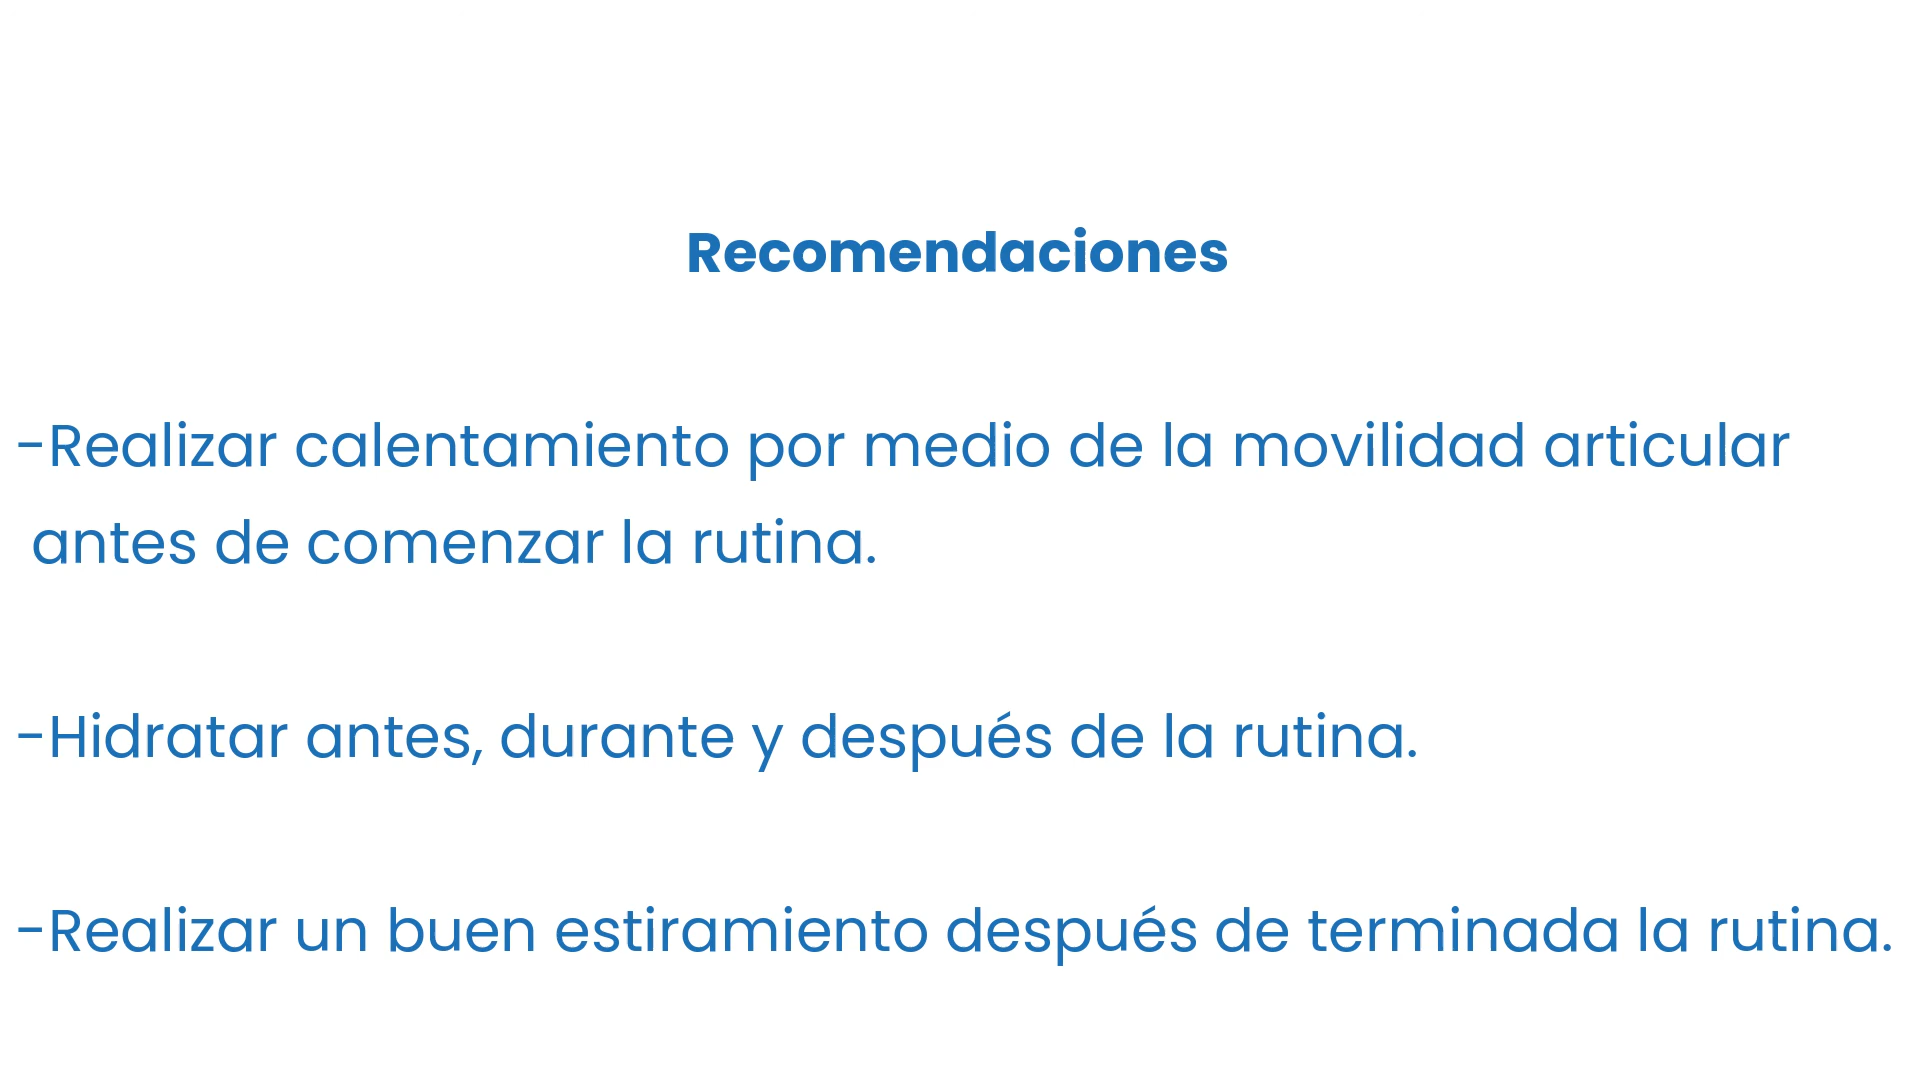 Recomendaciones
-Realizar calentamiento por medio de la movilidad articular
antes de comenzar la rutina.
-Hidratar antes, durante y después de la rutina.
-Realizar un buen estiramiento después de terminada la rutina.